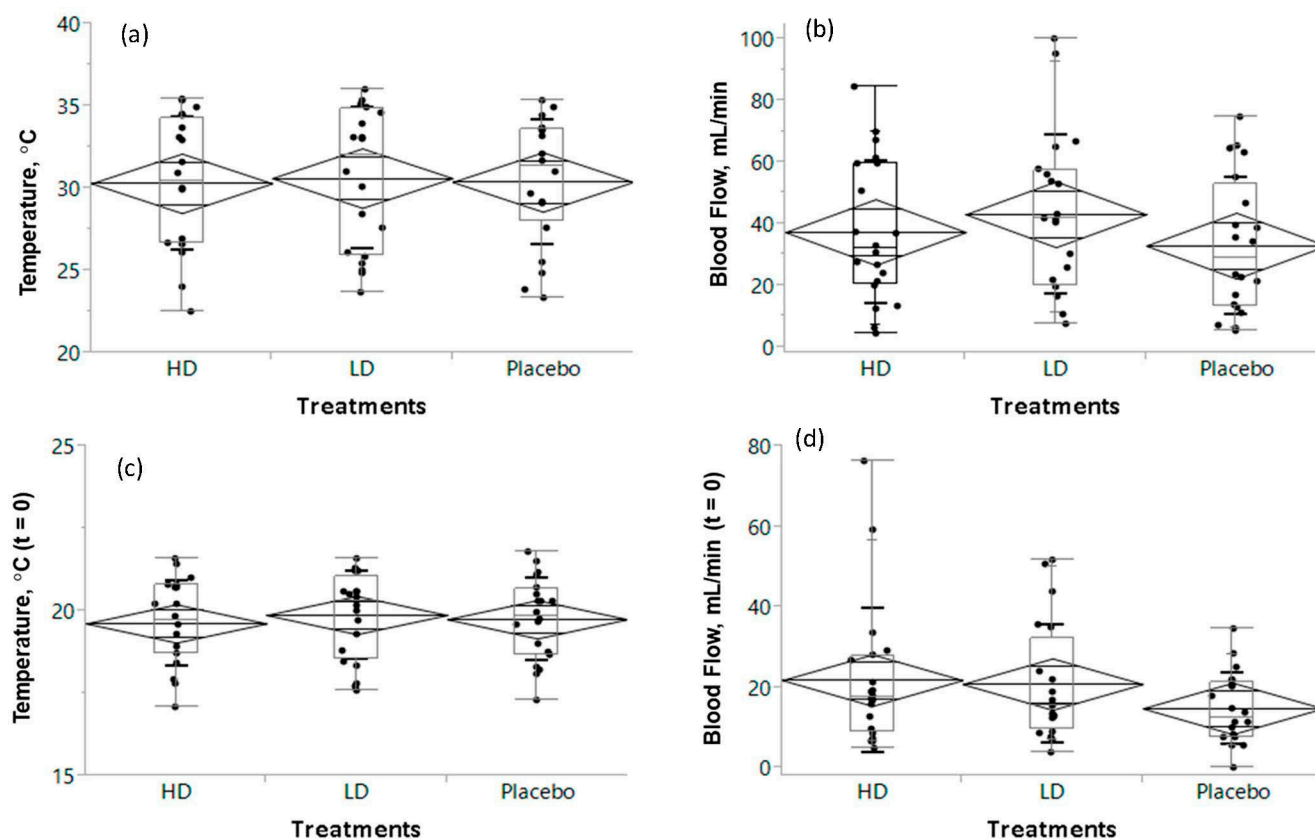 (a)
Temperature, °C
40
35
30
25
20
HD LD Placebo
Treatments
(b)
Blood Flow, mL/min
100
80
60
40
20
0
HD LD Placebo
Treatments
(c)
Temperature, °C (t = 0)
25
20
15
HD LD Placebo
Treatments
(d)
Blood Flow, mL/min (t = 0)
80
60
40
20
0
HD LD Placebo
Treatments